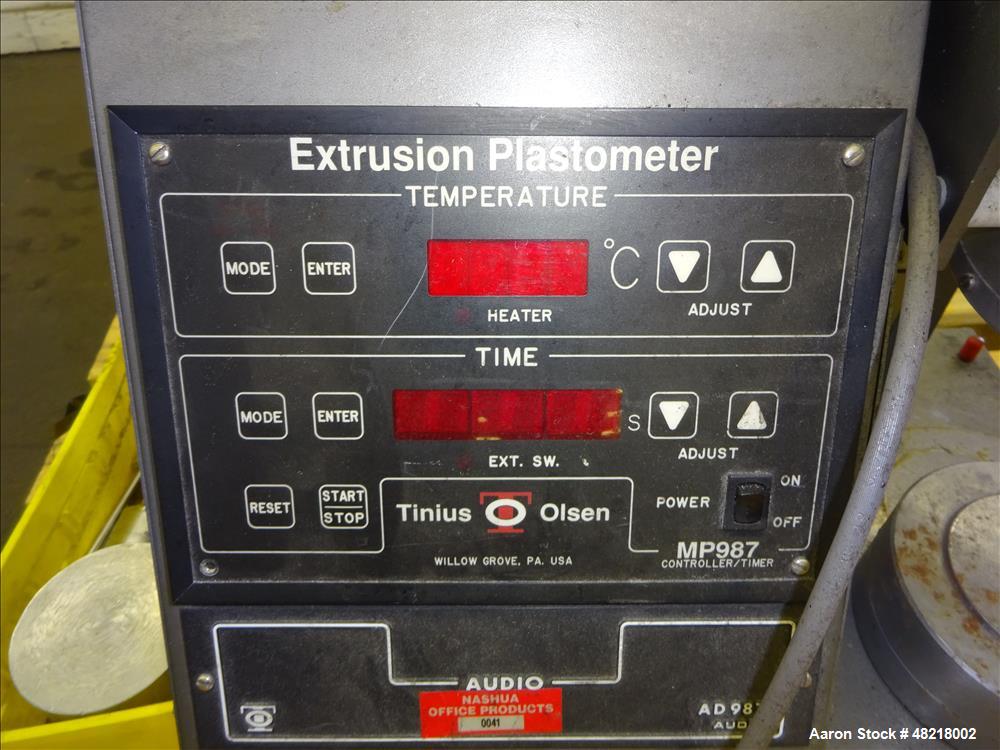 Extrusion Plastometer
TEMPERATURE
MODE ENTER °C
HEATER ADJUST
TIME
MODE ENTER S
EXT. SW. ADJUST
RESET START STOP
Tinius Olsen
POWER ON
OFF
WILLOW GROVE, PA. USA
MP987
CONTROLLER/TIMER
AUDIO
NASHUA
OFFICE PRODUCTS
0041
AD987
Aaron Stock # 48218002